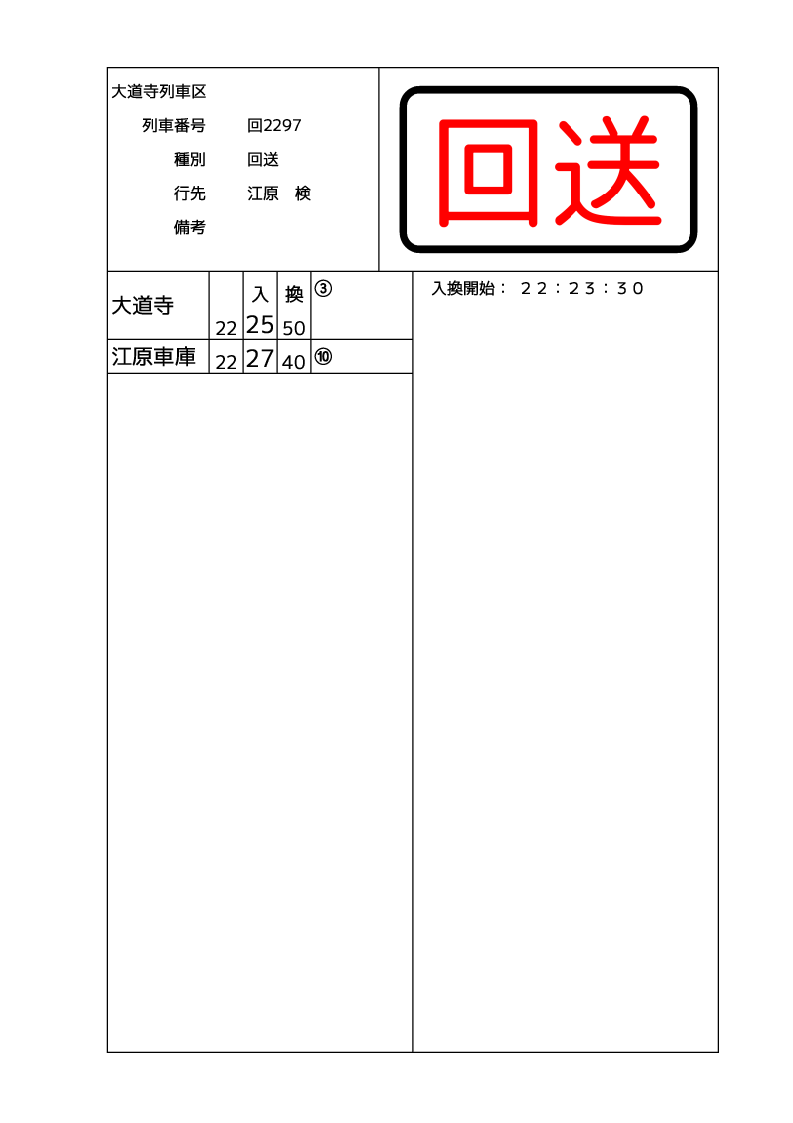 大道寺列車区
列車番号 回2297
種別 回送
行先 江原　検
備考
回送
大道寺 入換 ③
22 25 50
江原車庫 22 27 40 ⑩
入換開始： ２２：２３：３０